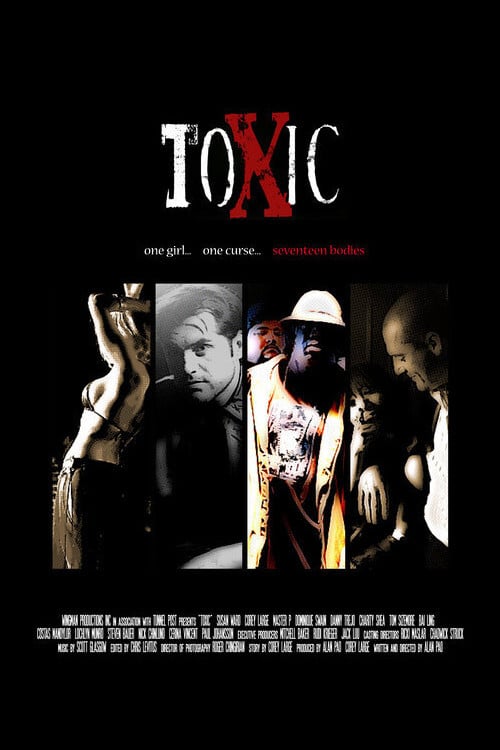 TOXIC
one girl... one curse... seventeen bodies
WINGMAN PRODUCTIONS INC IN ASSOCIATION WITH TUNNEL POST PRESENTS "TOXIC" SUSAN WARD COREY LARGE MASTER P DOMINIQUE SWAIN DANNY TREJO CHARITY SHEA TOM SIZEMORE BAI LING
COSTAS MANDYLOR LOCHLYN MUNRO STEVEN BAUER NICK CHINLUND CERINA VINCENT PAUL JOHANSSON EXECUTIVE PRODUCERS MITCHELL BAKER RUDI KRIEGER JACK LUU CASTING DIRECTORS RICKI MASLAR CHADWICK STRUCK
MUSIC BY SCOTT GLASGOW EDITED BY CHRIS LEVITUS DIRECTOR OF PHOTOGRAPHY ROGER CHINGIRIAN STORY BY COREY LARGE PRODUCED BY ALAN PAO COREY LARGE WRITTEN AND DIRECTED BY ALAN PAO